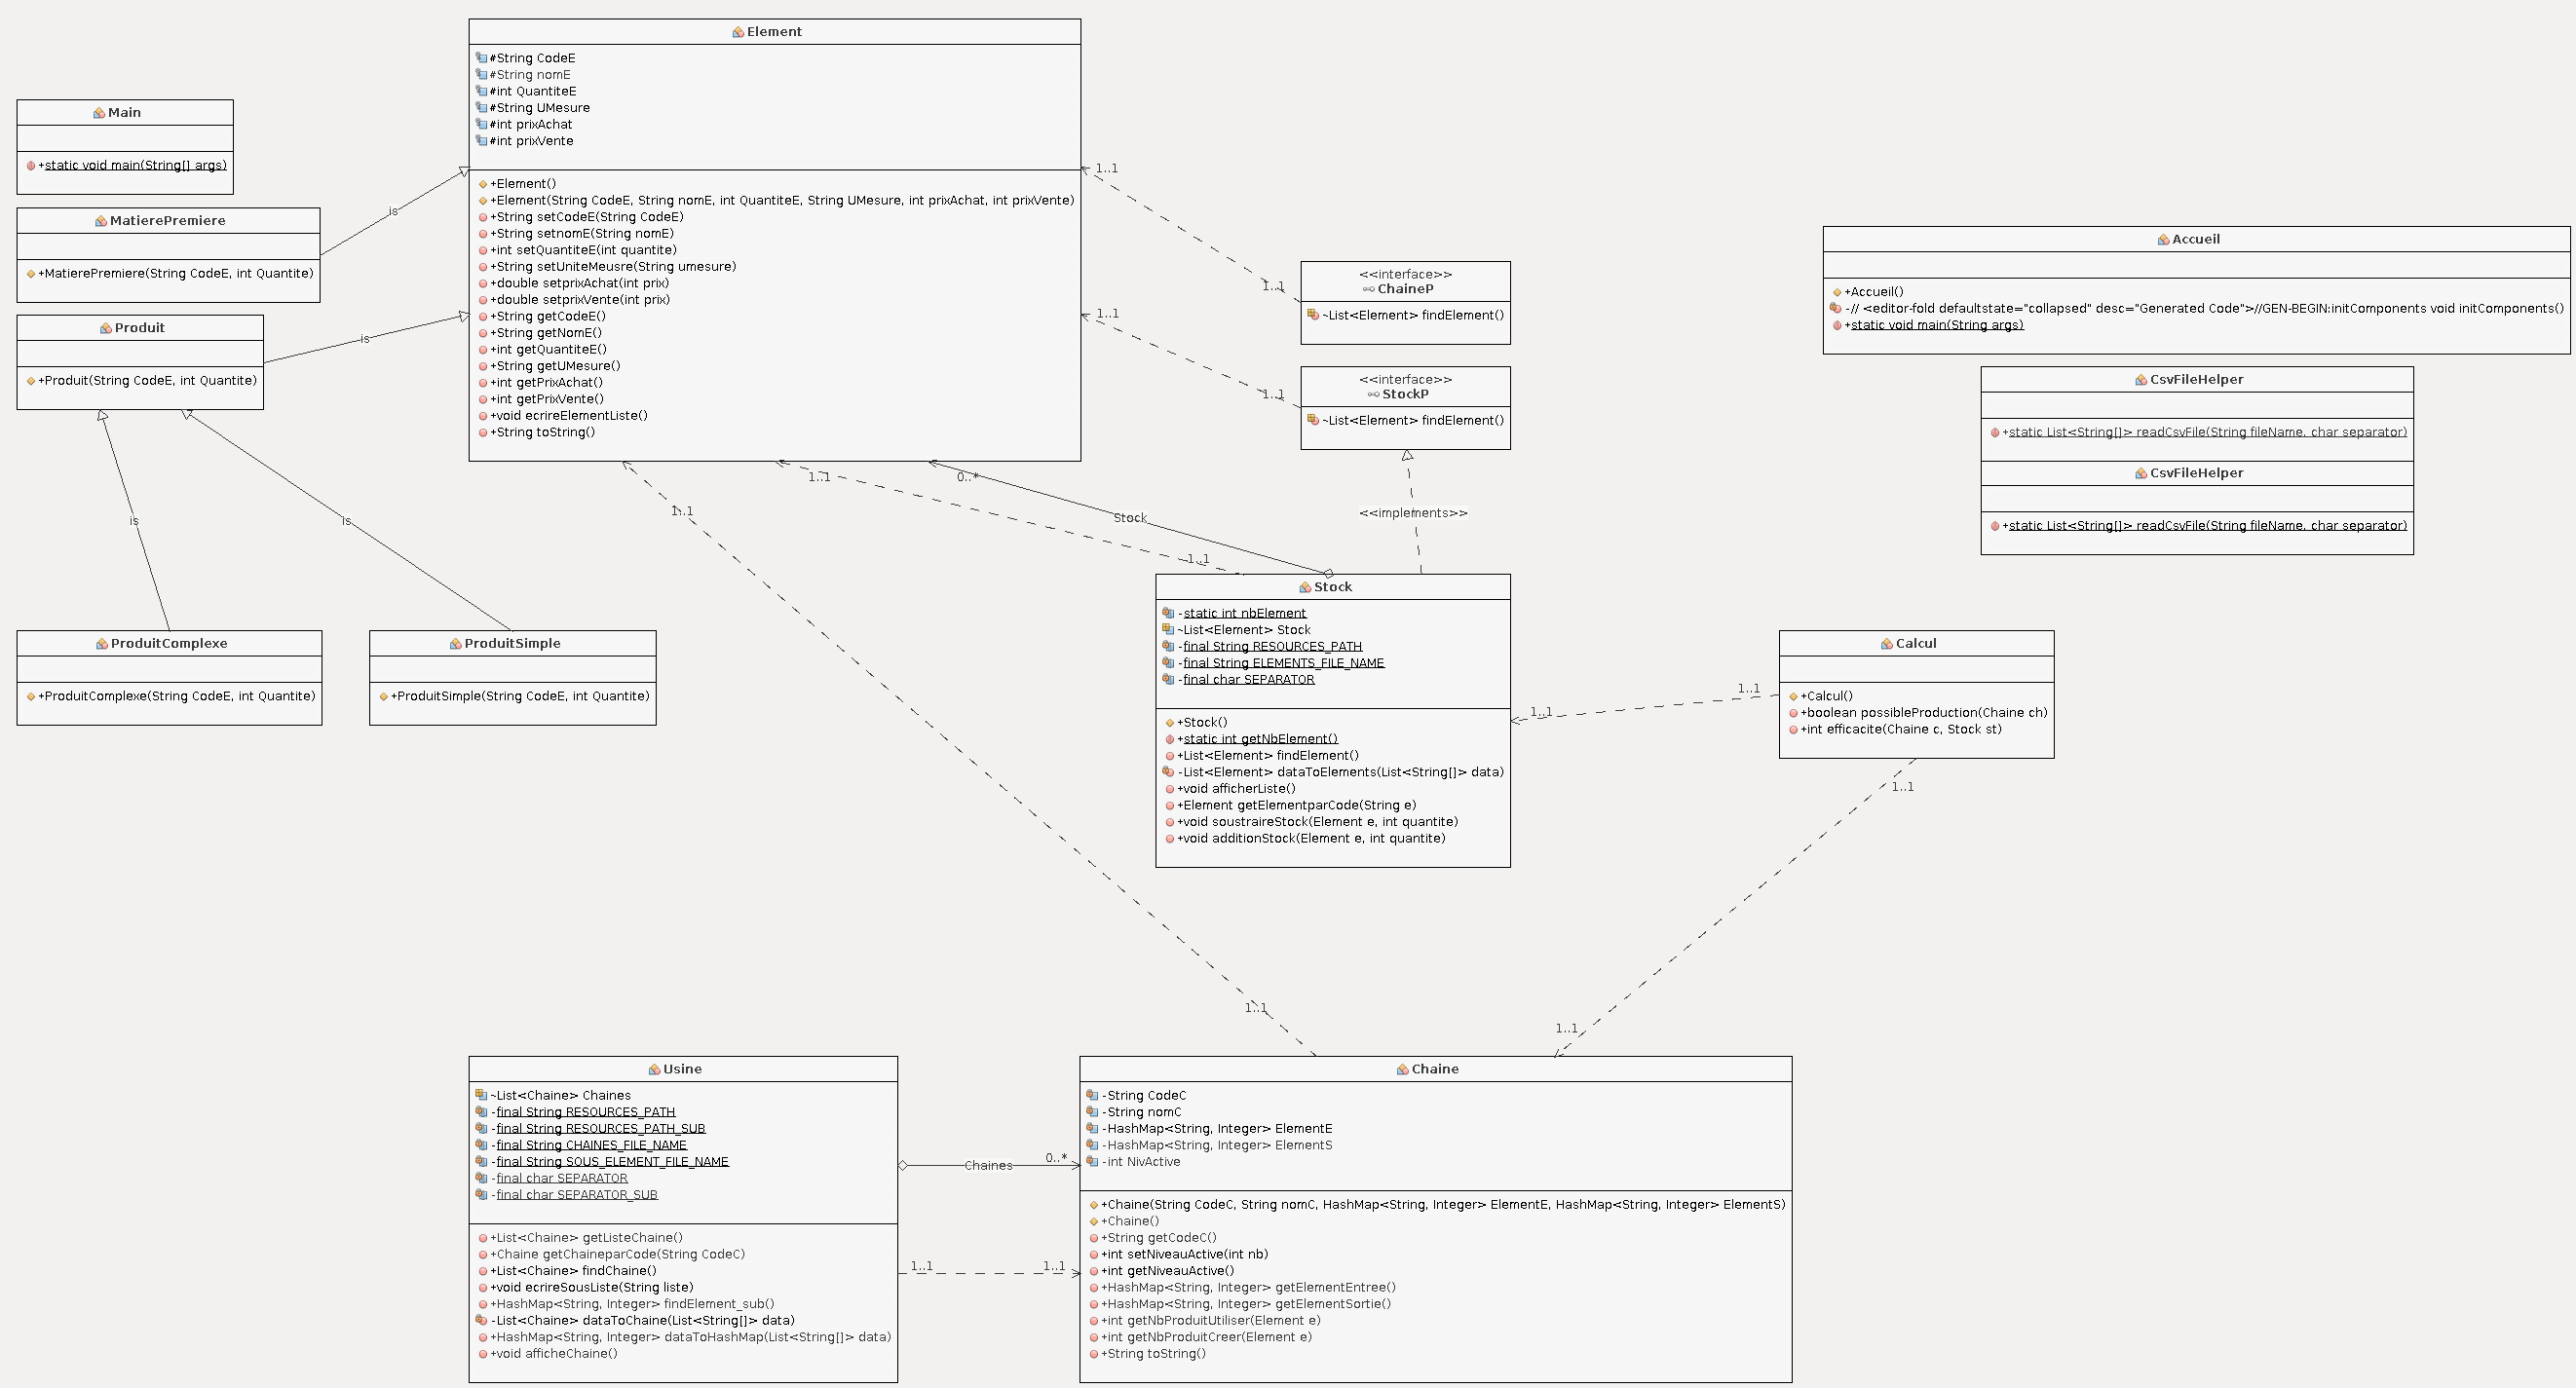 Element
#String CodeE
#String nomE
#int QuantiteE
#String UMesure
#int prixAchat
#int prixVente
+Element()
+Element(String CodeE, String nomE, int QuantiteE, String UMesure, int prixAchat, int prixVente)
+String setCodeE(String CodeE)
+String setnomE(String nomE)
+int setQuantiteE(int quantite)
+String setUniteMeusre(String umesure)
+double setprixAchat(int prix)
+double setprixVente(int prix)
+String getCodeE()
+String getNomE()
+int getQuantiteE()
+String getUMesure()
+int getPrixAchat()
+int getPrixVente()
+void ecrireElementListe()
+String toString()
Main
+static void main(String[] args)
MatierePremiere
+MatierePremiere(String CodeE, int Quantite)
is
Produit
+Produit(String CodeE, int Quantite)
is
is
is
ProduitComplexe
+ProduitComplexe(String CodeE, int Quantite)
ProduitSimple
+ProduitSimple(String CodeE, int Quantite)
1..1
1..1
<<interface>>
ChaineP
~List<Element> findElement()
1..1
1..1
<<interface>>
StockP
~List<Element> findElement()
Accueil
+Accueil()
-// <editor-fold defaultstate="collapsed" desc="Generated Code">//GEN-BEGIN:initComponents void initComponents()
+static void main(String args)
CsvFileHelper
+static List<String[]> readCsvFile(String fileName, char separator)
CsvFileHelper
+static List<String[]> readCsvFile(String fileName, char separator)
1..1
0..*
1..1
Stock
<<implements>>
1..1
Stock
-static int nbElement
~List<Element> Stock
-final String RESOURCES_PATH
-final String ELEMENTS_FILE_NAME
-final char SEPARATOR
+Stock()
+static int getNbElement()
+List<Element> findElement()
-List<Element> dataToElements(List<String[]> data)
+void afficherListe()
+Element getElementparCode(String e)
+void soustraireStock(Element e, int quantite)
+void additionStock(Element e, int quantite)
Calcul
+Calcul()
+boolean possibleProduction(Chaine ch)
+int efficacite(Chaine c, Stock st)
1..1
1..1
1..1
1..1
1..1
Usine
~List<Chaine> Chaines
-final String RESOURCES_PATH
-final String RESOURCES_PATH_SUB
-final String CHAINES_FILE_NAME
-final String SOUS_ELEMENT_FILE_NAME
-final char SEPARATOR
-final char SEPARATOR_SUB
+List<Chaine> getListeChaine()
+Chaine getChaineparCode(String CodeC)
+List<Chaine> findChaine()
+void ecrireSousListe(String liste)
+HashMap<String, Integer> findElement_sub()
-List<Chaine> dataToChaine(List<String[]> data)
+HashMap<String, Integer> dataToHashMap(List<String[]> data)
+void afficheChaine()
Chaines
0..*
1..1
1..1
Chaine
-String CodeC
-String nomC
-HashMap<String, Integer> ElementE
-HashMap<String, Integer> ElementS
-int NivActive
+Chaine(String CodeC, String nomC, HashMap<String, Integer> ElementE, HashMap<String, Integer> ElementS)
+Chaine()
+String getCodeC()
+int setNiveauActive(int nb)
+int getNiveauActive()
+HashMap<String, Integer> getElementEntree()
+HashMap<String, Integer> getElementSortie()
+int getNbProduitUtiliser(Element e)
+int getNbProduitCreer(Element e)
+String toString()